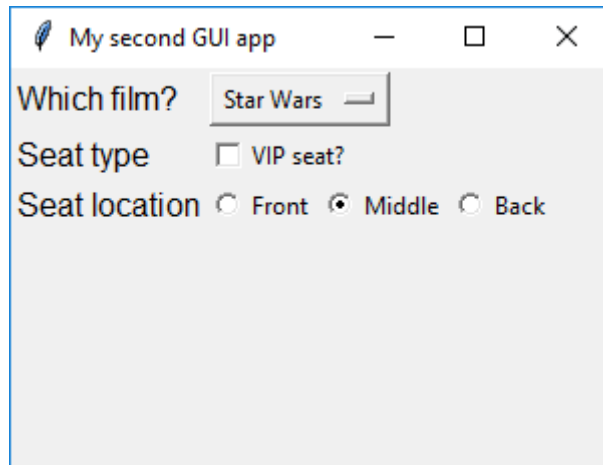 My second GUI app
Which film? Star Wars
Seat type VIP seat?
Seat location Front Middle Back